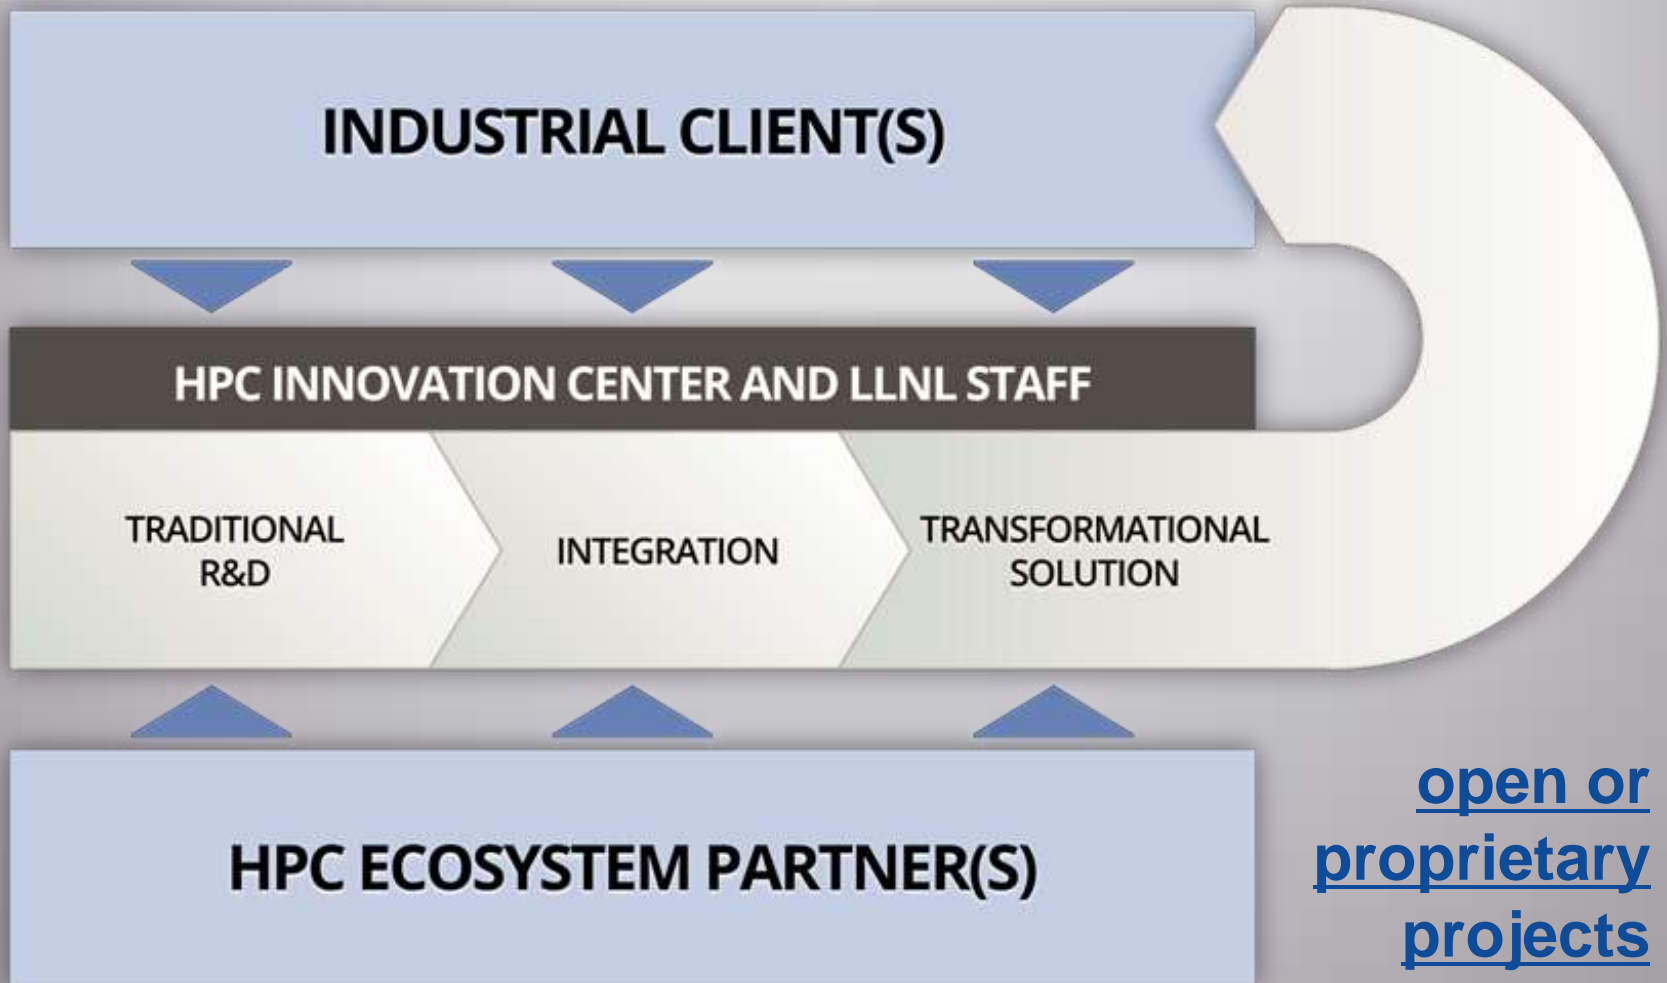 INDUSTRIAL CLIENT(S)
HPC INNOVATION CENTER AND LLNL STAFF
TRADITIONAL
R&D
INTEGRATION
TRANSFORMATIONAL
SOLUTION
HPC ECOSYSTEM PARTNER(S)
open or
proprietary
projects